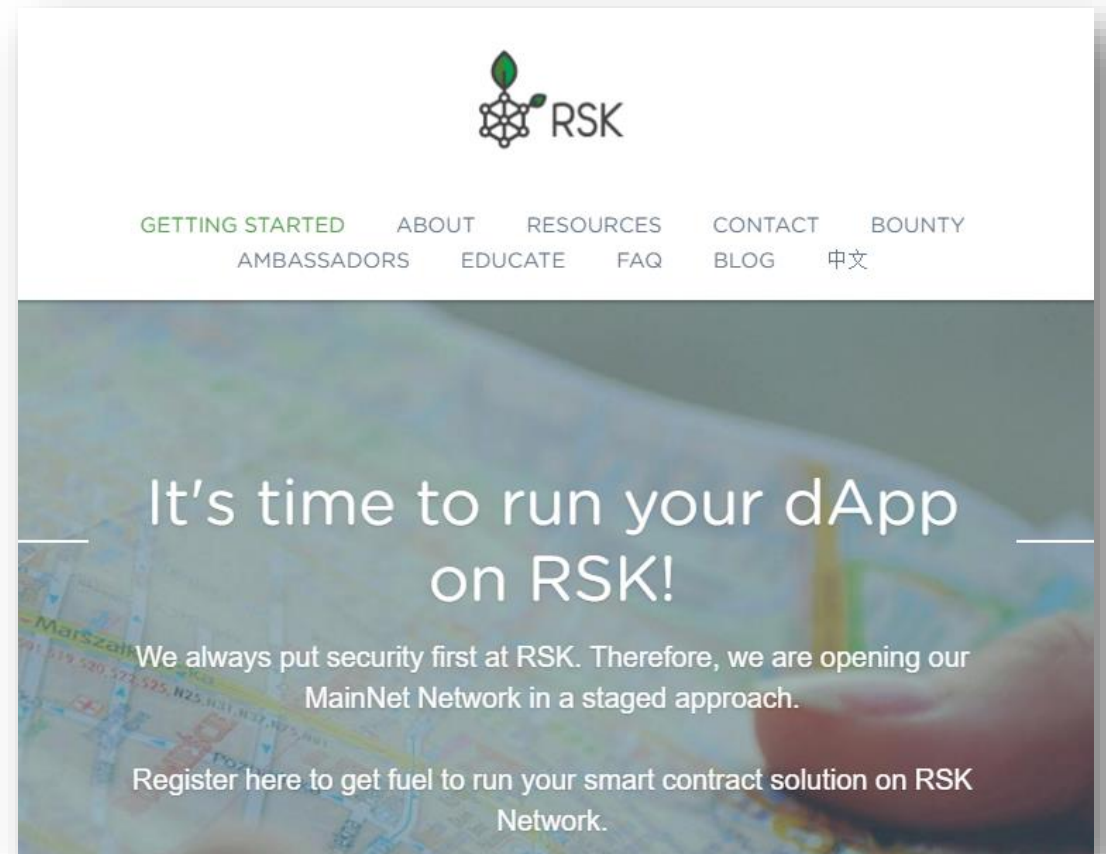 RSK
GETTING STARTED ABOUT RESOURCES CONTACT BOUNTY
AMBASSADORS EDUCATE FAQ BLOG 中文
It's time to run your dApp
on RSK!
We always put security first at RSK. Therefore, we are opening our
MainNet Network in a staged approach.
Register here to get fuel to run your smart contract solution on RSK
Network.